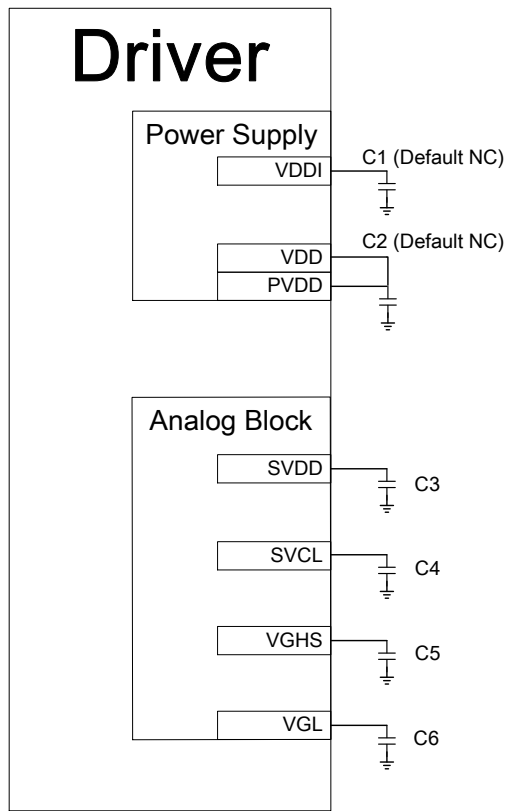 Driver
Power Supply
VDDI
C1 (Default NC)
VDD
C2 (Default NC)
PVDD
Analog Block
SVDD
C3
SVCL
C4
VGHS
C5
VGL
C6